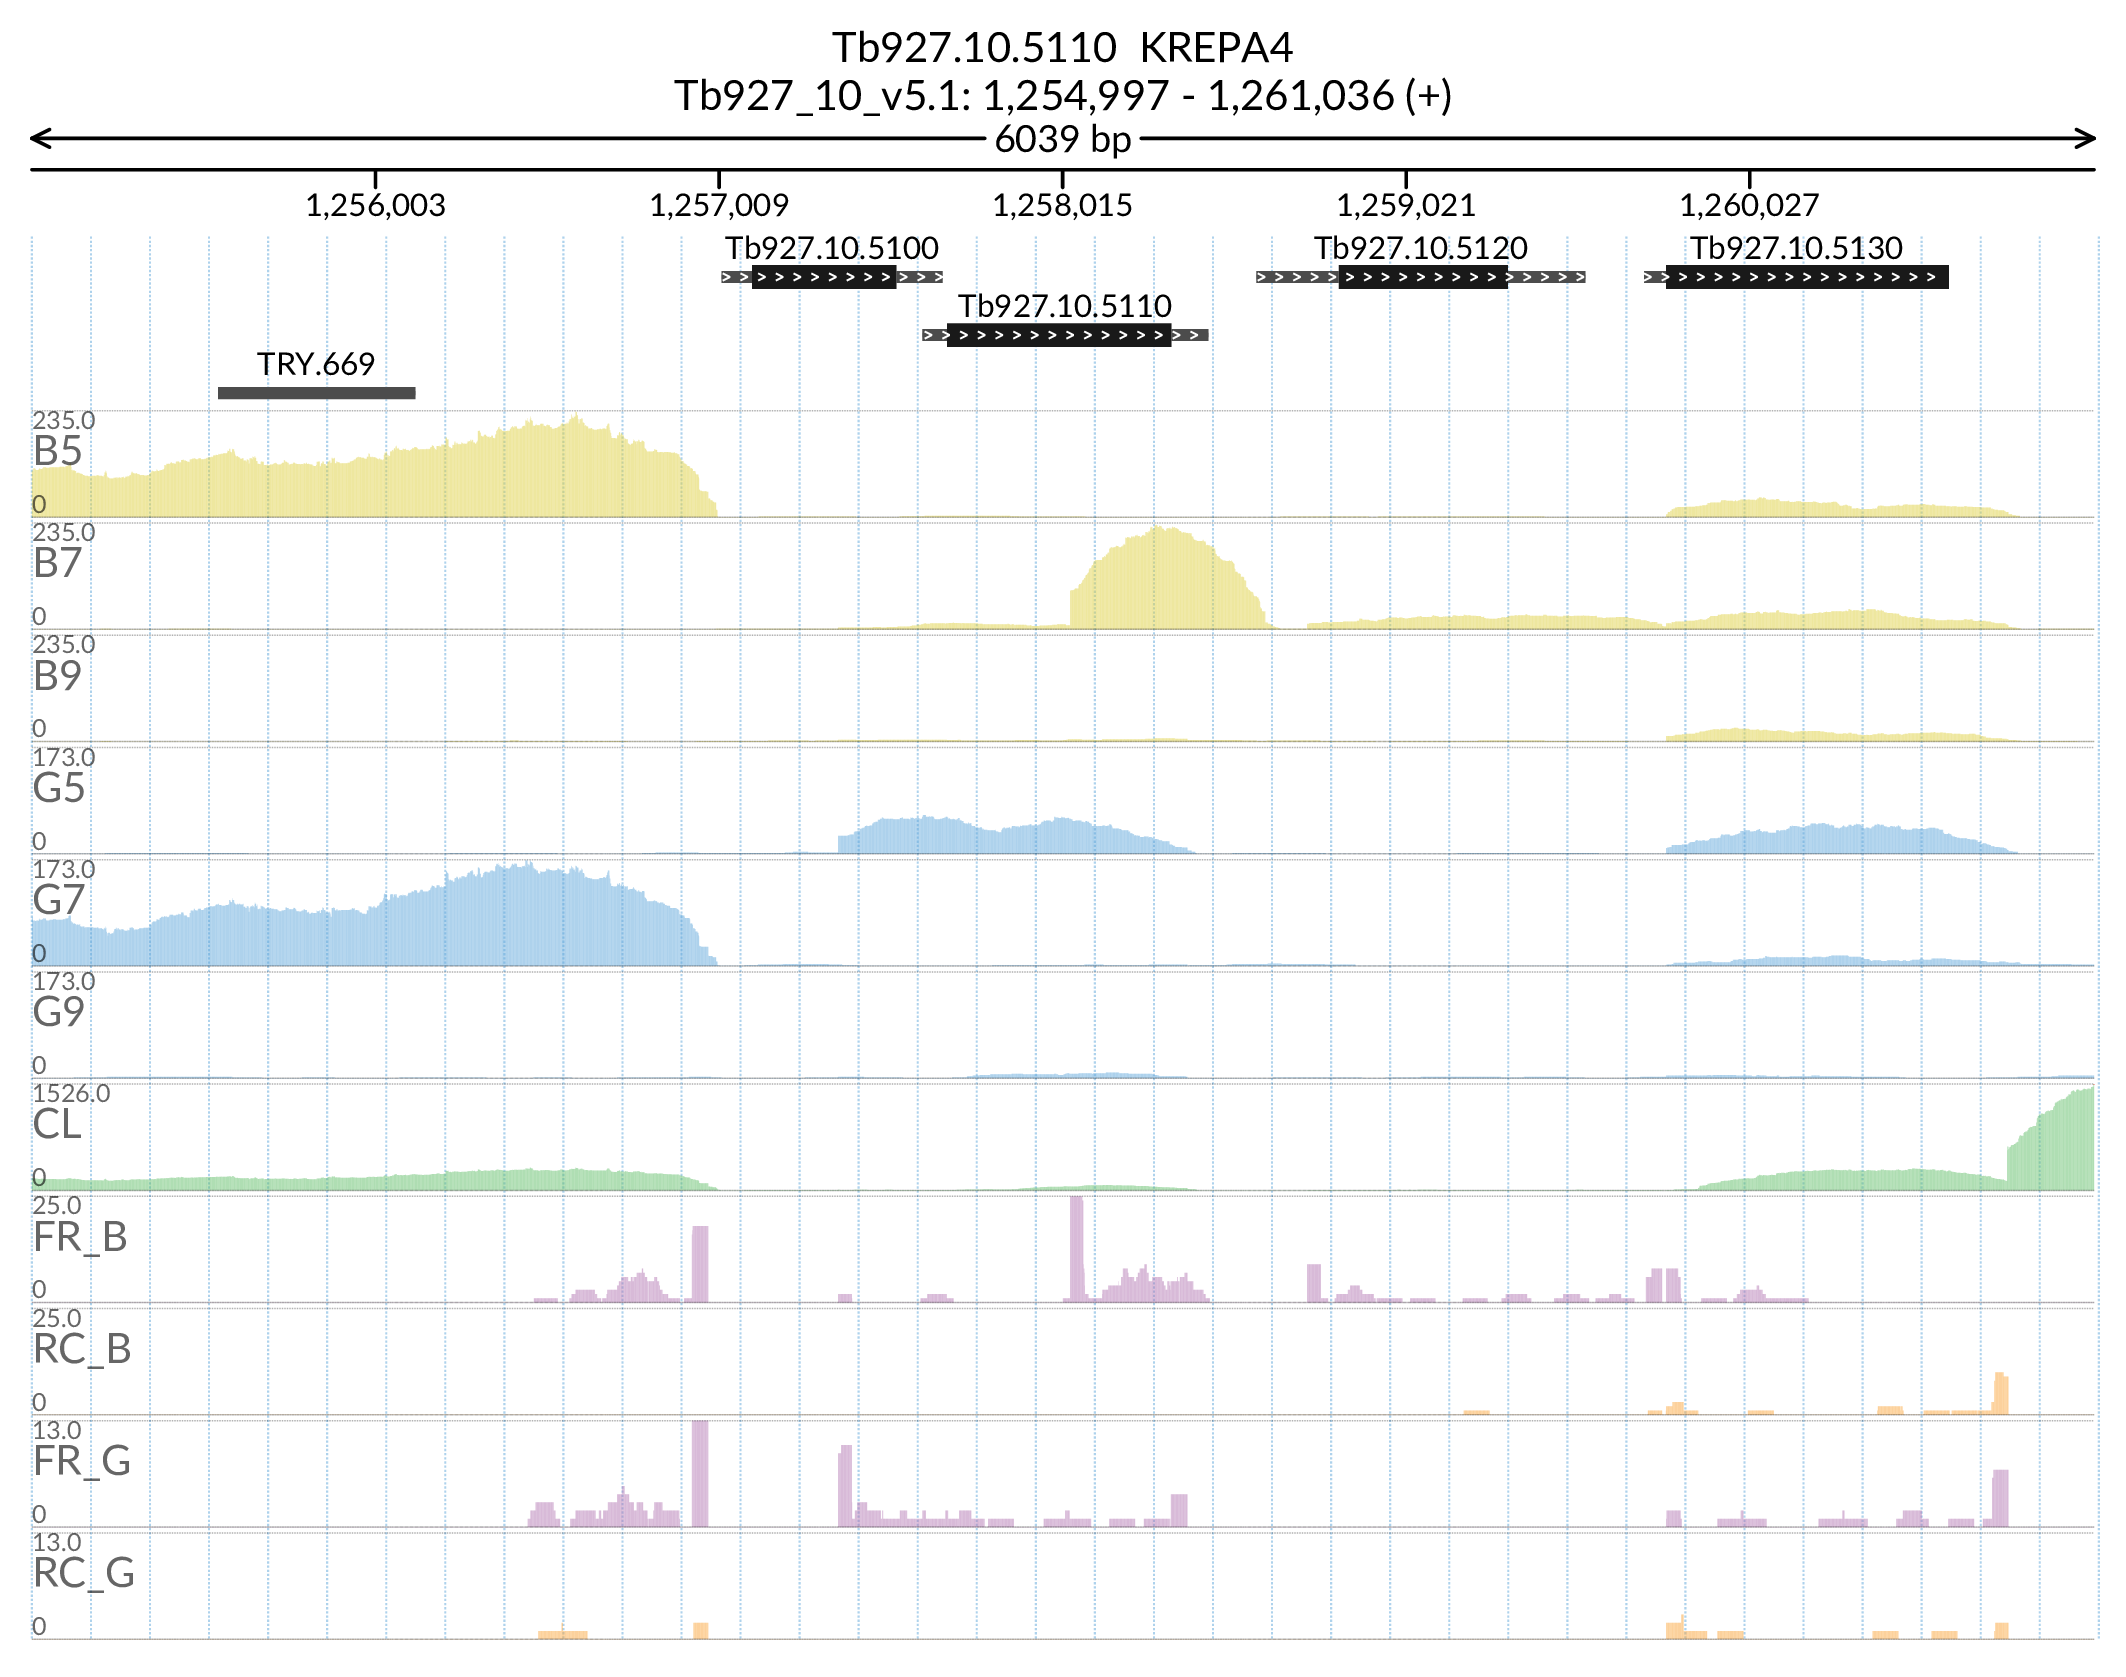 Tb927.10.5110 KREPA4
Tb927_10_v5.1: 1,254,997 - 1,261,036 (+)
6039 bp
1,256,003 1,257,009 1,258,015 1,259,021 1,260,027
Tb927.10.5100 Tb927.10.5120 Tb927.10.5130
Tb927.10.5110
TRY.669
235.0
B5
0
235.0
B7
0
235.0
B9
0
173.0
G5
0
173.0
G7
0
173.0
G9
0
1526.0
CL
0
25.0
FR_B
0
25.0
RC_B
0
13.0
FR_G
0
13.0
RC_G
0